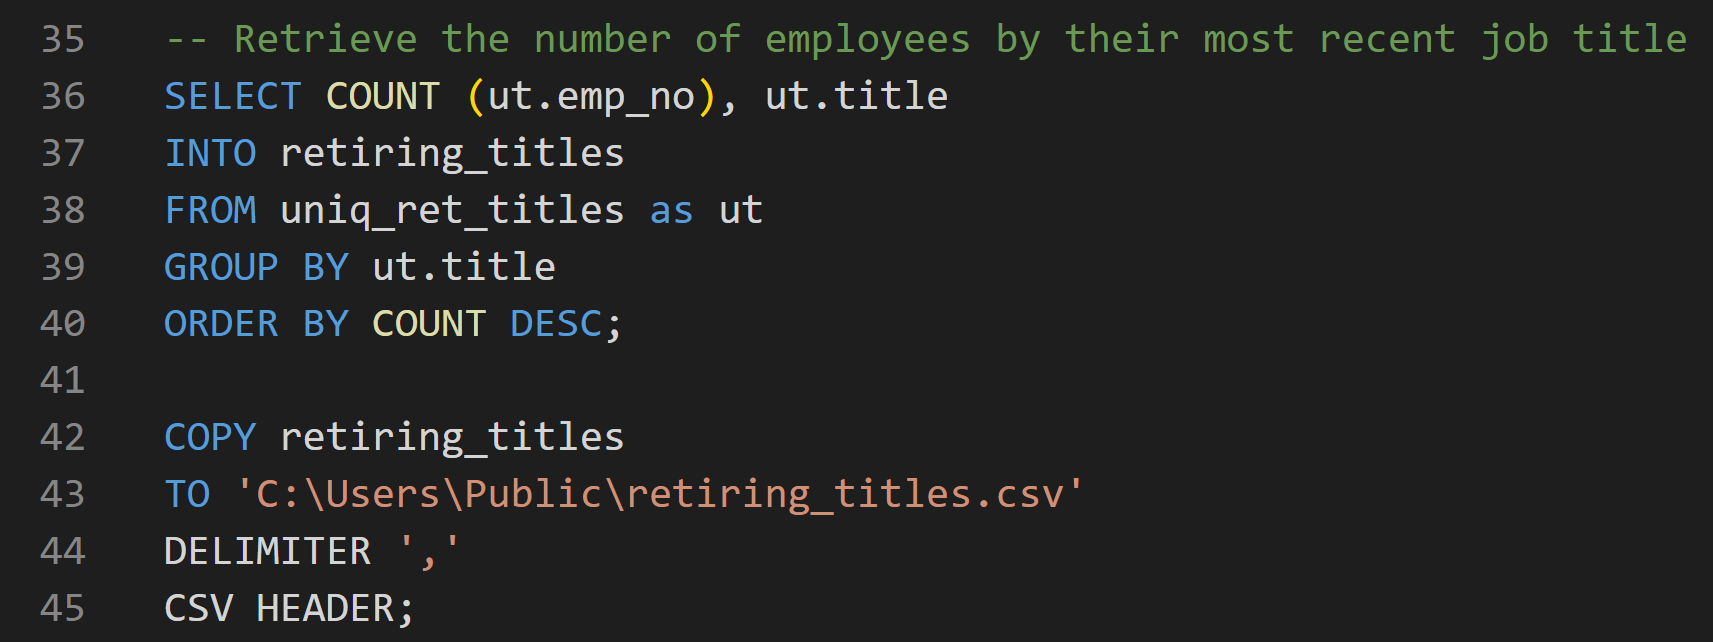 35 -- Retrieve the number of employees by their most recent job title
36 SELECT COUNT (ut.emp_no), ut.title
37 INTO retiring_titles
38 FROM uniq_ret_titles as ut
39 GROUP BY ut.title
40 ORDER BY COUNT DESC;
41
42 COPY retiring_titles
43 TO 'C:\Users\Public\retiring_titles.csv'
44 DELIMITER ','
45 CSV HEADER;